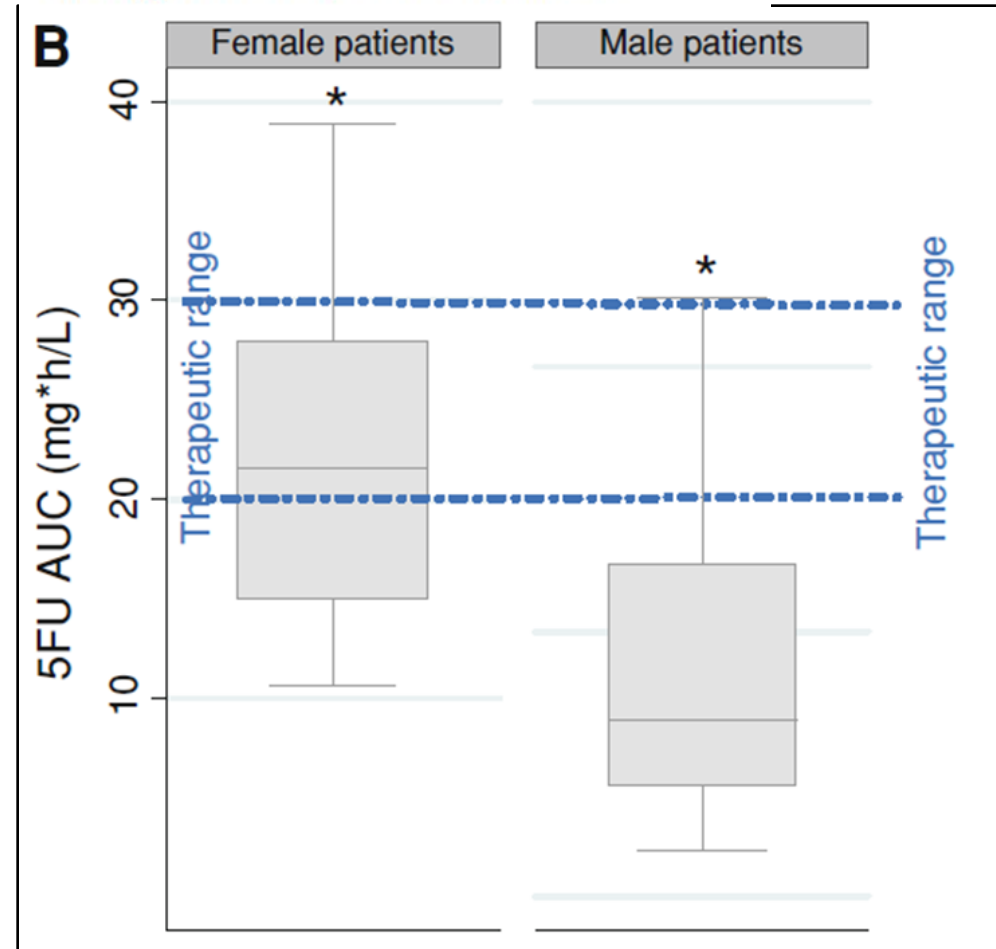 B
Female patients
Male patients
*
*
40
30
20
10
5FU AUC (mg*h/L)
Therapeutic range
Therapeutic range